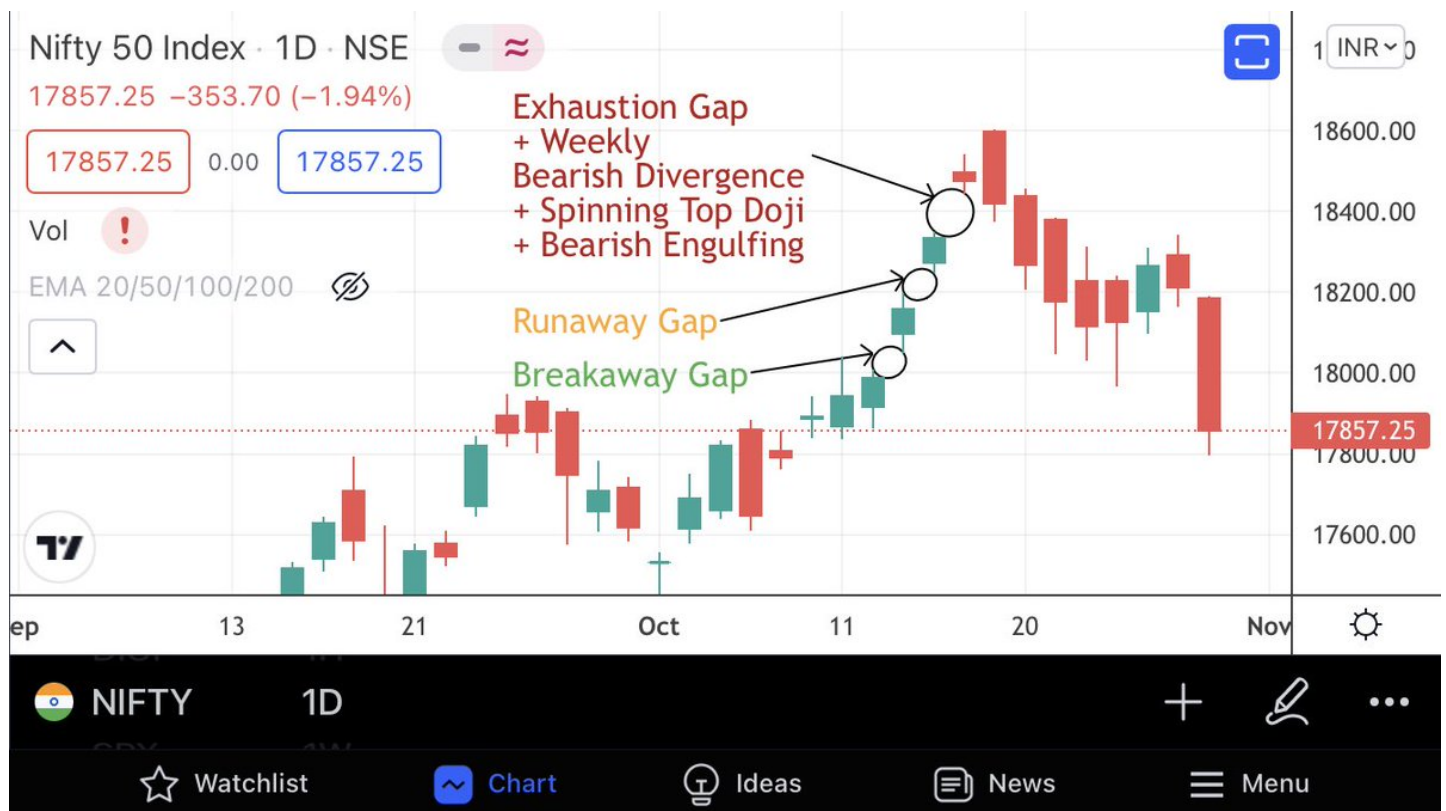 Nifty 50 Index · 1D · NSE
INR
17857.25 −353.70 (−1.94%)
17857.25 0.00 17857.25
Vol
EMA 20/50/100/200
Exhaustion Gap
+ Weekly
Bearish Divergence
+ Spinning Top Doji
+ Bearish Engulfing
Runaway Gap
Breakaway Gap
18600.00
18400.00
18200.00
18000.00
17857.25
17800.00
17600.00
ep 13 21 Oct 11 20 Nov
NIFTY 1D
Watchlist Chart Ideas News Menu